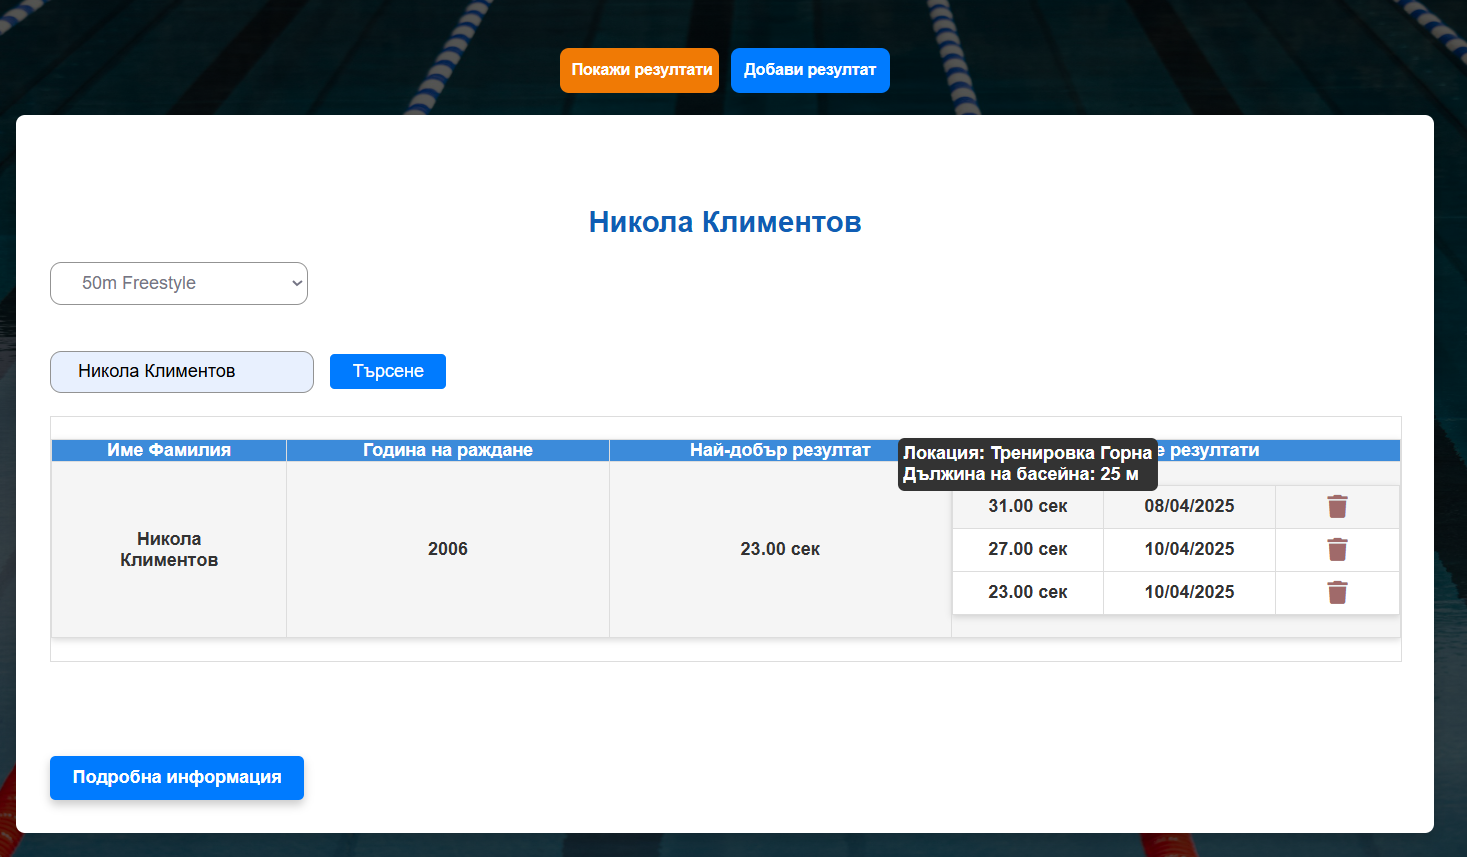 Покажи резултати
Добави резултат
Никола Климентов
50m Freestyle
Никола Климентов
Търсене
Име Фамилия
Година на раждане
Най-добър резултат
е резултати
Локация: Тренировка Горна
Дължина на басейна: 25 м
Никола
Климентов
2006
23.00 сек
31.00 сек
08/04/2025
27.00 сек
10/04/2025
23.00 сек
10/04/2025
Подробна информация